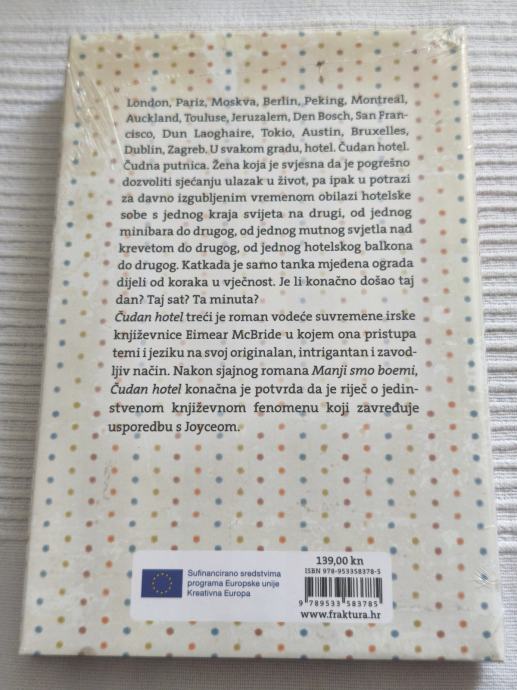 London, Pariz, Moskva, Berlin, Peking, Montreal,
Auckland, Touluse, Jeruzalem, Den Bosch, San Fran-
cisco, Dun Laoghaire, Tokio, Austin, Bruxelles,
Dublin, Zagreb. U svakom gradu, hotel. Čudan hotel.
Čudna putnica. Žena koja je svjesna da je pogrešno
dozvoliti sjećanju ulazak u život, pa ipak u potrazi
za davno izgubljenim vremenom obilazi hotelske
sobe s jednog kraja svijeta na drugi, od jednog
minibara do drugog, od jednog mutnog svjetla nad
krevetom do drugog, od jednog hotelskog balkona
do drugog. Katkada je samo tanka mjedena ograda
dijeli od koraka u vječnost. Je li konačno došao taj
dan? Taj sat? Ta minuta?
Čudan hotel treći je roman vodeće suvremene irske
književnice Eimear McBride u kojem ona pristupa
temi i jeziku na svoj originalan, intrigantan i zavod-
ljiv način. Nakon sjajnog romana Manji smo boemi,
Čudan hotel konačna je potvrda da je riječ o jedin-
stvenom književnom fenomenu koji zavređuje
usporedbu s Joyceom.
Sufinancirano sredstvima
programa Europske unije
Kreativna Europa
139,00 kn
ISBN 978-953358378-5
9 789533 583785
www.fraktura.hr